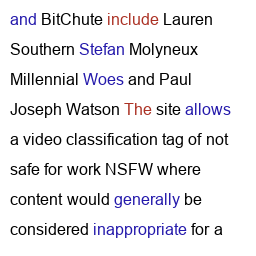 and BitChute include Lauren
Southern Stefan Molyneux
Millennial Woes and Paul
Joseph Watson The site allows
a video classification tag of not
safe for work NSFW where
content would generally be
considered inappropriate for a